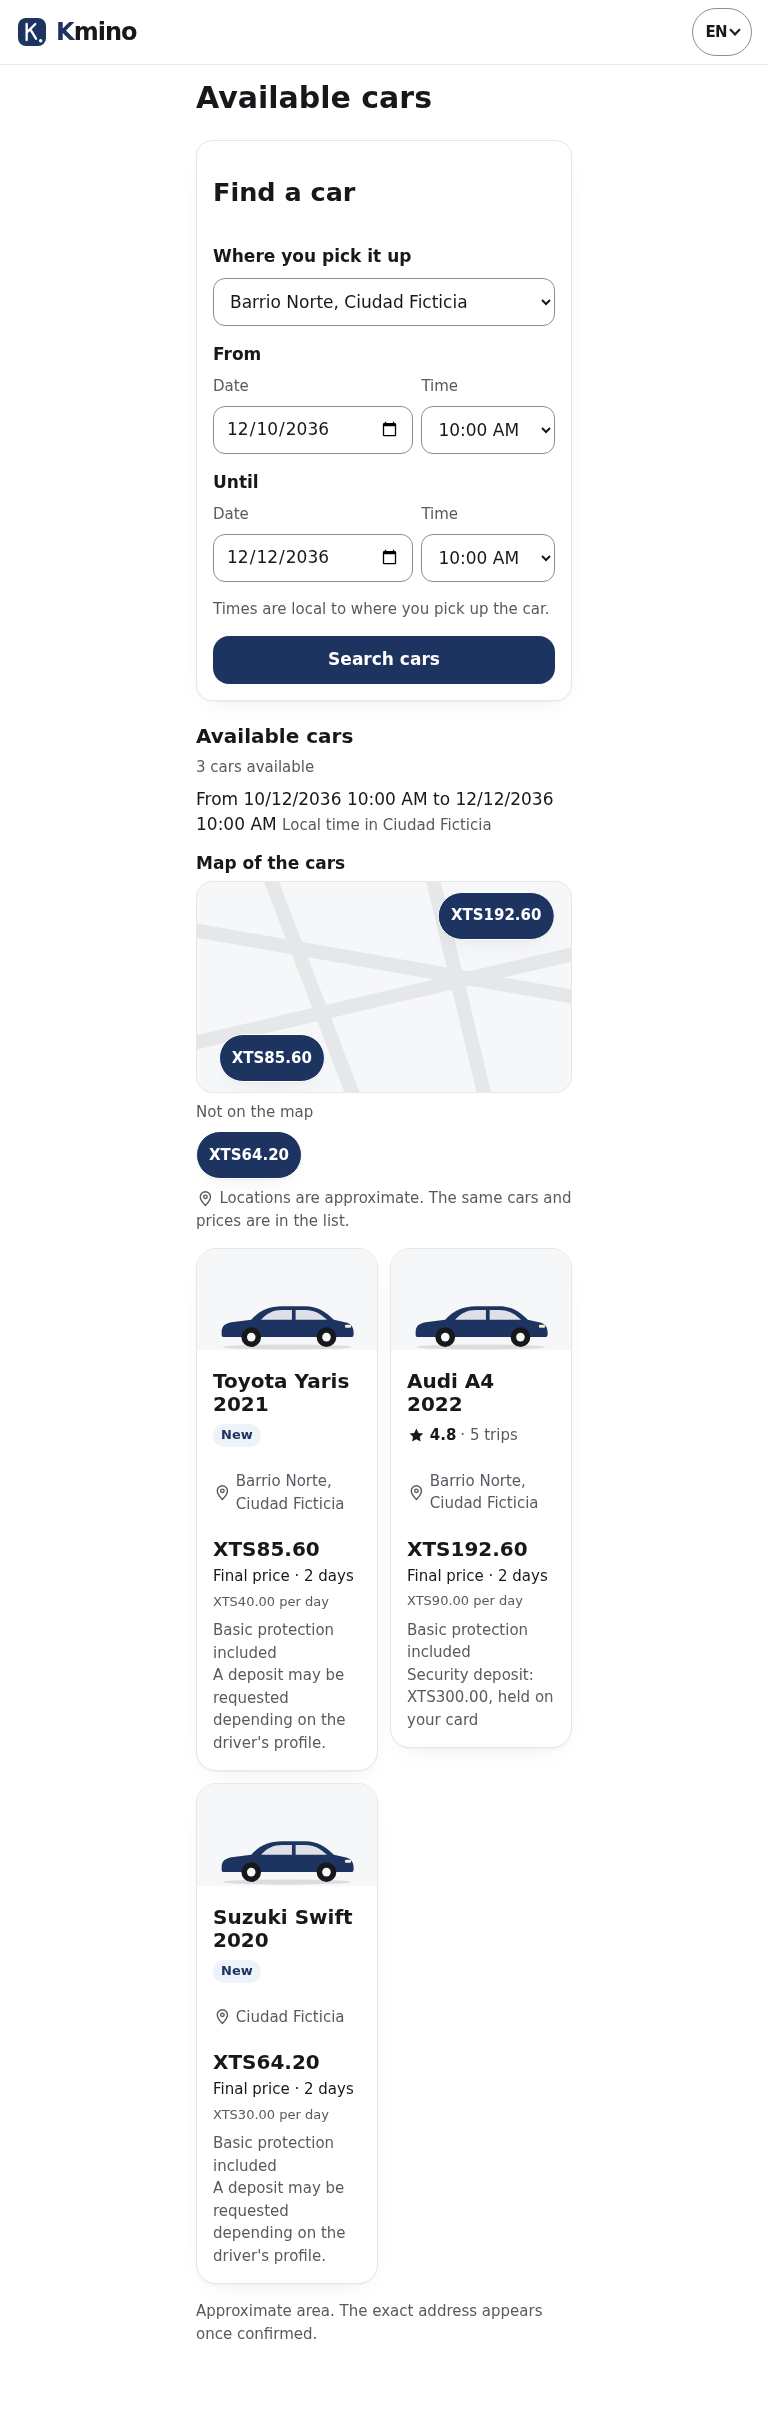 Kmino
EN
Available cars
Find a car
Where you pick it up
Barrio Norte, Ciudad Ficticia
From
Date Time
12/10/2036 10:00 AM
Until
Date Time
12/12/2036 10:00 AM
Times are local to where you pick up the car.
Search cars
Available cars
3 cars available
From 10/12/2036 10:00 AM to 12/12/2036
10:00 AM Local time in Ciudad Ficticia
Map of the cars
XTS192.60
XTS85.60
Not on the map
XTS64.20
Locations are approximate. The same cars and
prices are in the list.
Toyota Yaris
2021
New
Barrio Norte,
Ciudad Ficticia
XTS85.60
Final price · 2 days
XTS40.00 per day
Basic protection
included
A deposit may be
requested
depending on the
driver's profile.
Audi A4
2022
4.8 · 5 trips
Barrio Norte,
Ciudad Ficticia
XTS192.60
Final price · 2 days
XTS90.00 per day
Basic protection
included
Security deposit:
XTS300.00, held on
your card
Suzuki Swift
2020
New
Ciudad Ficticia
XTS64.20
Final price · 2 days
XTS30.00 per day
Basic protection
included
A deposit may be
requested
depending on the
driver's profile.
Approximate area. The exact address appears
once confirmed.